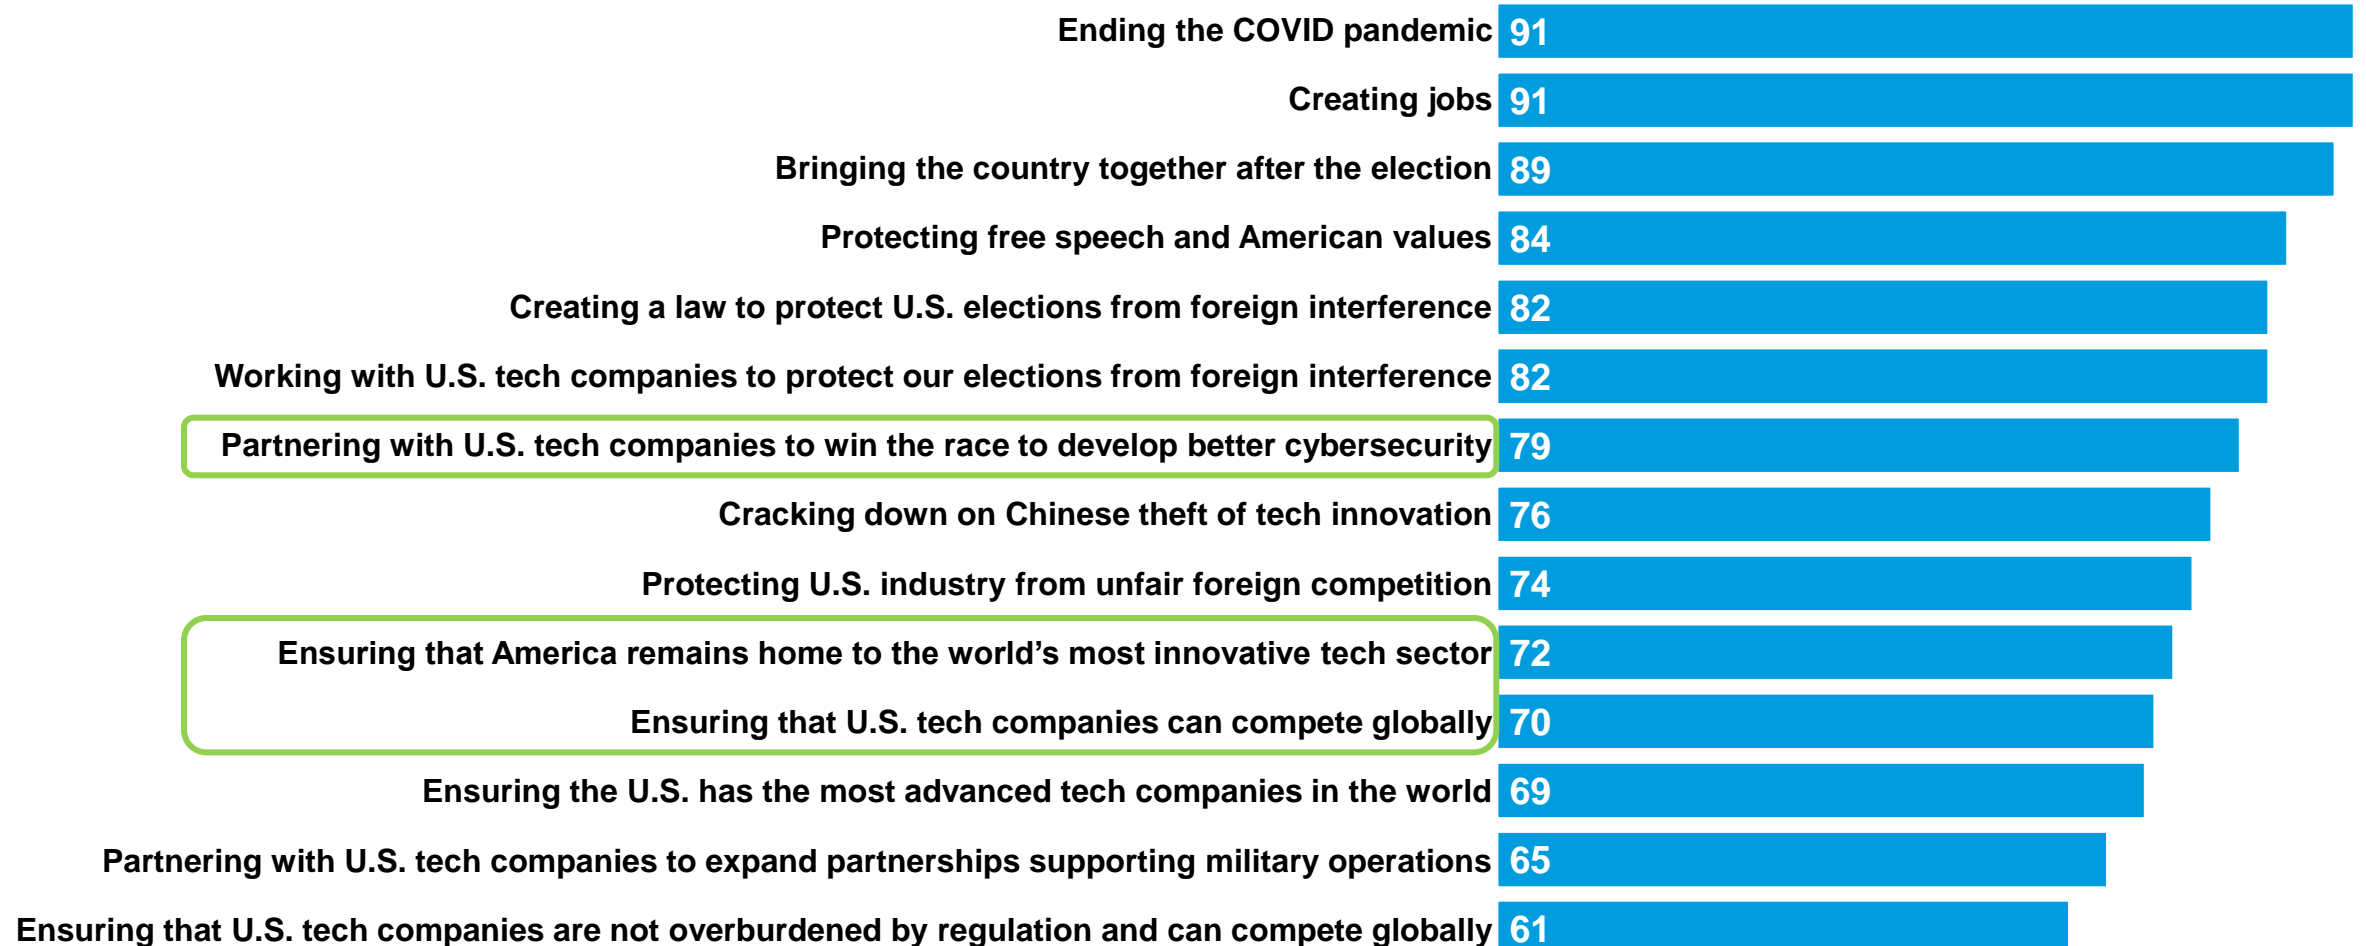 Ending the COVID pandemic 91
Creating jobs 91
Bringing the country together after the election 89
Protecting free speech and American values 84
Creating a law to protect U.S. elections from foreign interference 82
Working with U.S. tech companies to protect our elections from foreign interference 82
Partnering with U.S. tech companies to win the race to develop better cybersecurity 79
Cracking down on Chinese theft of tech innovation 76
Protecting U.S. industry from unfair foreign competition 74
Ensuring that America remains home to the world’s most innovative tech sector 72
Ensuring that U.S. tech companies can compete globally 70
Ensuring the U.S. has the most advanced tech companies in the world 69
Partnering with U.S. tech companies to expand partnerships supporting military operations 65
Ensuring that U.S. tech companies are not overburdened by regulation and can compete globally 61